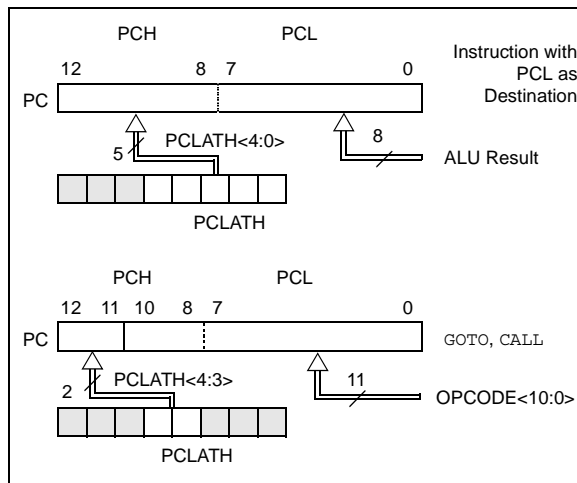 PCH PCL
12 8 7 0
Instruction with
PCL as
Destination
PC
5 PCLATH<4:0> 8
ALU Result
PCLATH
PCH PCL
12 11 10 8 7 0
PC
GOTO, CALL
2 PCLATH<4:3> 11
OPCODE<10:0>
PCLATH